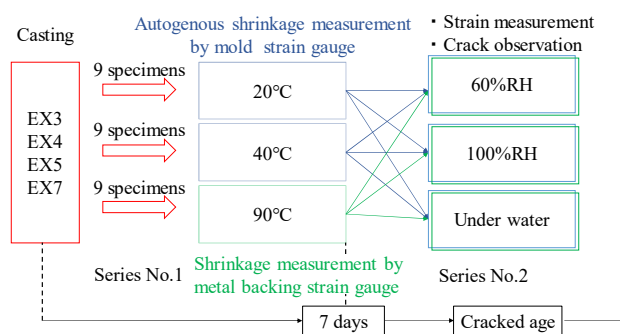 Casting
Autogenous shrinkage measurement
by mold strain gauge
・Strain measurement
・Crack observation
EX3
EX4
EX5
EX7
9 specimens
9 specimens
9 specimens
20℃
40℃
90℃
60%RH
100%RH
Under water
Series No.1
Shrinkage measurement by
metal backing strain gauge
Series No.2
7 days
Cracked age